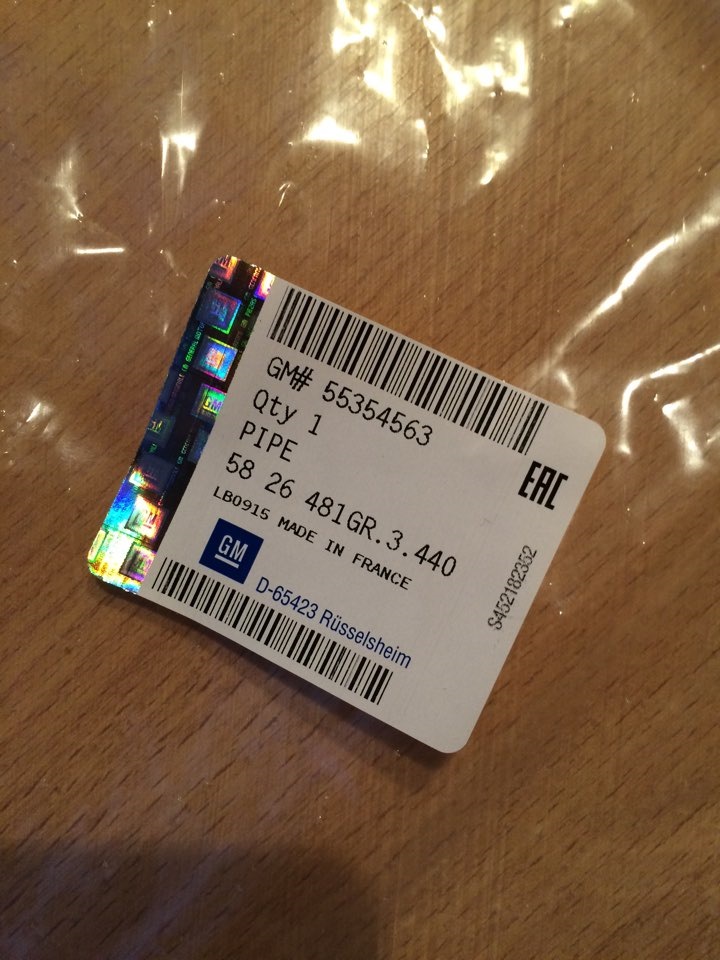 GM# 55354563
Qty 1
PIPE
58 26 481GR.3.440
LB0915 MADE IN FRANCE
GM
D-65423 Rüsselsheim
EAC
S452182352
GM